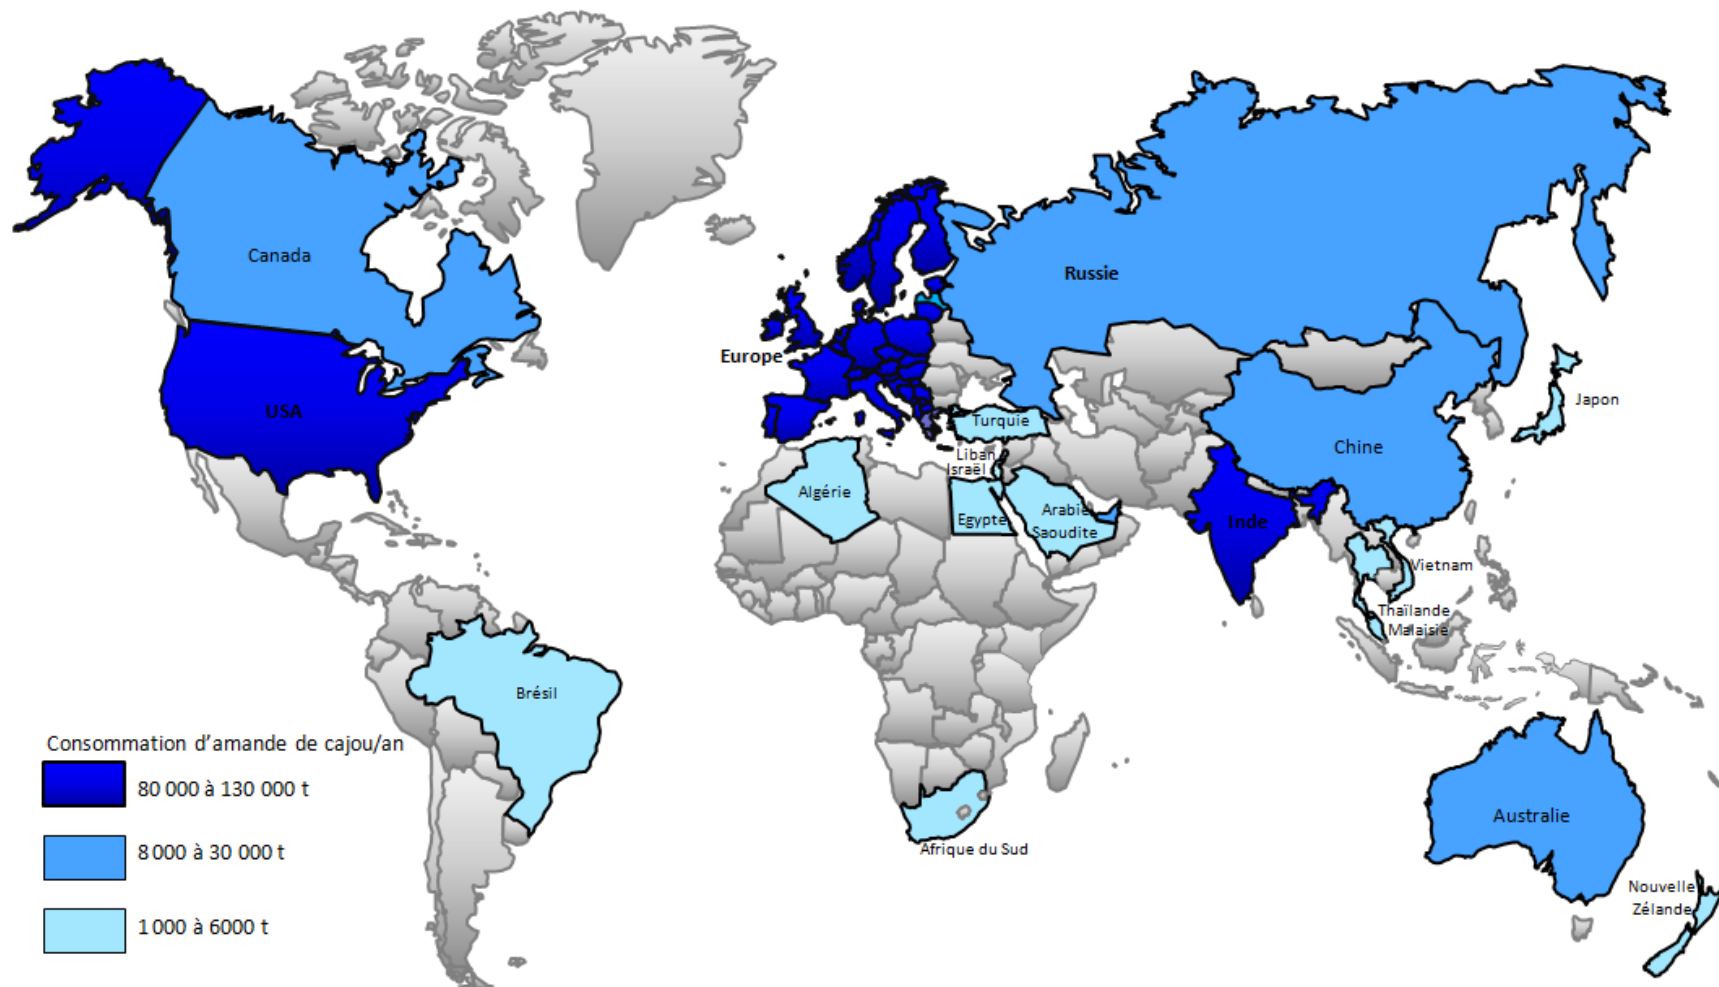 Canada
Russie
Europe
USA
Japon
Turquie
Chine
Liban
Israël
Algérie
Arabie
Saoudite
Egypte
Inde
Vietnam
Thaïlande
Malaisie
Brésil
Consommation d'amande de cajou/an
80 000 à 130 000 t
8 000 à 30 000 t
1 000 à 6000 t
Australie
Afrique du Sud
Nouvelle
Zélande